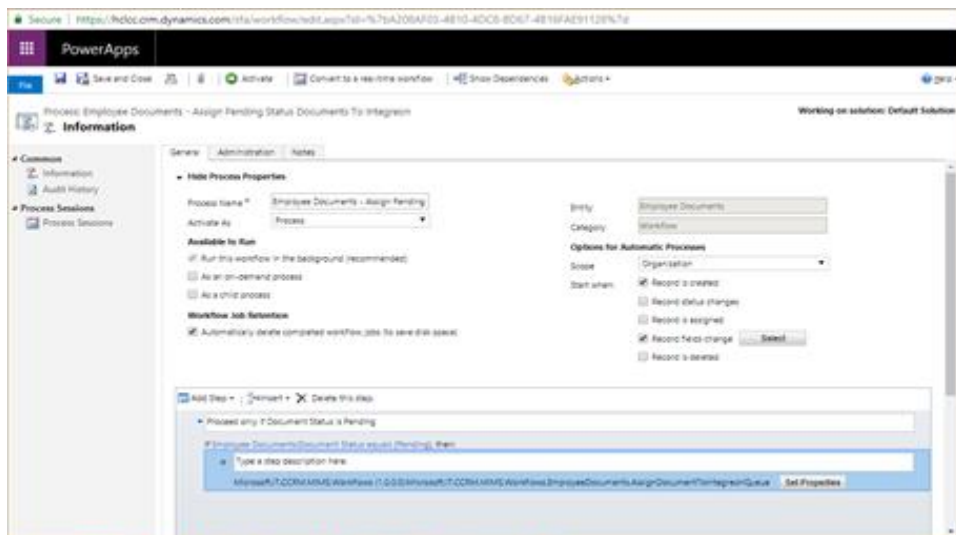 Secure | https://hclcc.crm.dynamics.com/sfa/workflow/edit.aspx?id=
PowerApps
File Save and Close Activate Convert to a real-time workflow Show Dependencies Actions Help
Process: Employee Documents - Assign Pending Status Documents To Integreon
Information
Working on solution: Default Solution
Common
Information
Audit History
Process Sessions
Process Sessions
General Administration Notes
Hide Process Properties
Process Name * Employee Documents - Assign Pending
Activate As Process
Available to Run
Run this workflow in the background (recommended)
As an on-demand process
As a child process
Workflow Job Retention
Automatically delete completed workflow jobs (to save disk space)
Entity Employee Documents
Category Workflow
Options for Automatic Processes
Scope Organization
Start when: Record is created
Record status changes
Record is assigned
Record fields change Select
Record is deleted
Add Step Insert Delete this step.
Proceed only if Document Status is Pending
If Employee Documents:Document Status equals [Pending], then:
Type a step description here.
Set Properties